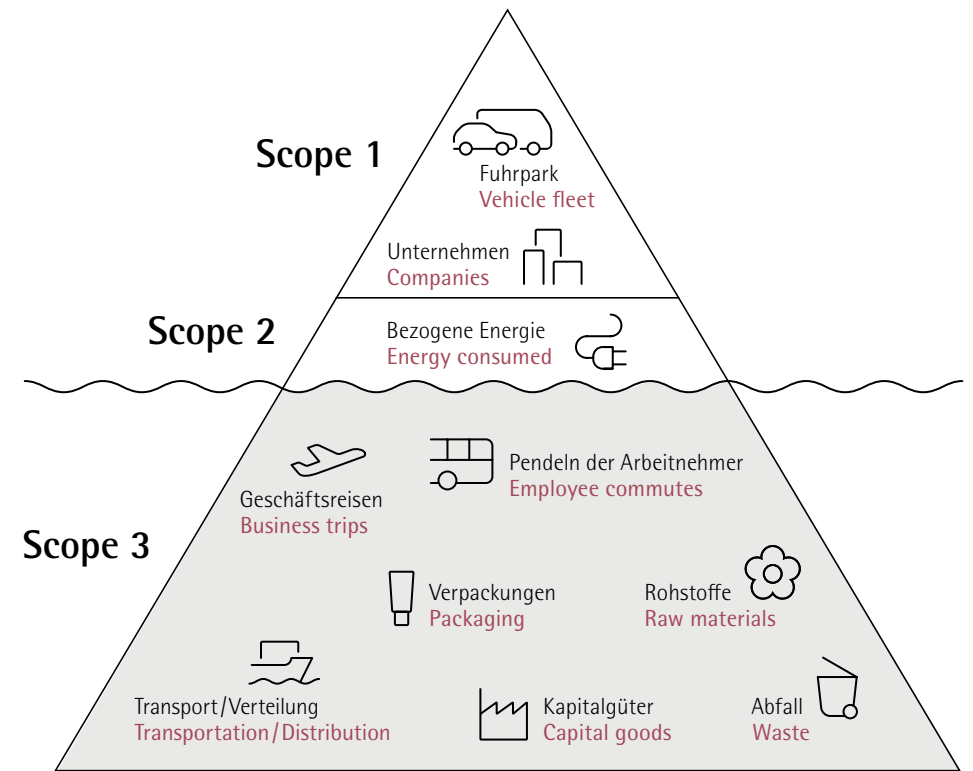 Scope 1
Fuhrpark
Vehicle fleet
Unternehmen
Companies
Scope 2
Bezogene Energie
Energy consumed
Geschäftsreisen
Business trips
Pendeln der Arbeitnehmer
Employee commutes
Scope 3
Verpackungen
Packaging
Rohstoffe
Raw materials
Transport/Verteilung
Transportation/Distribution
Kapitalgüter
Capital goods
Abfall
Waste